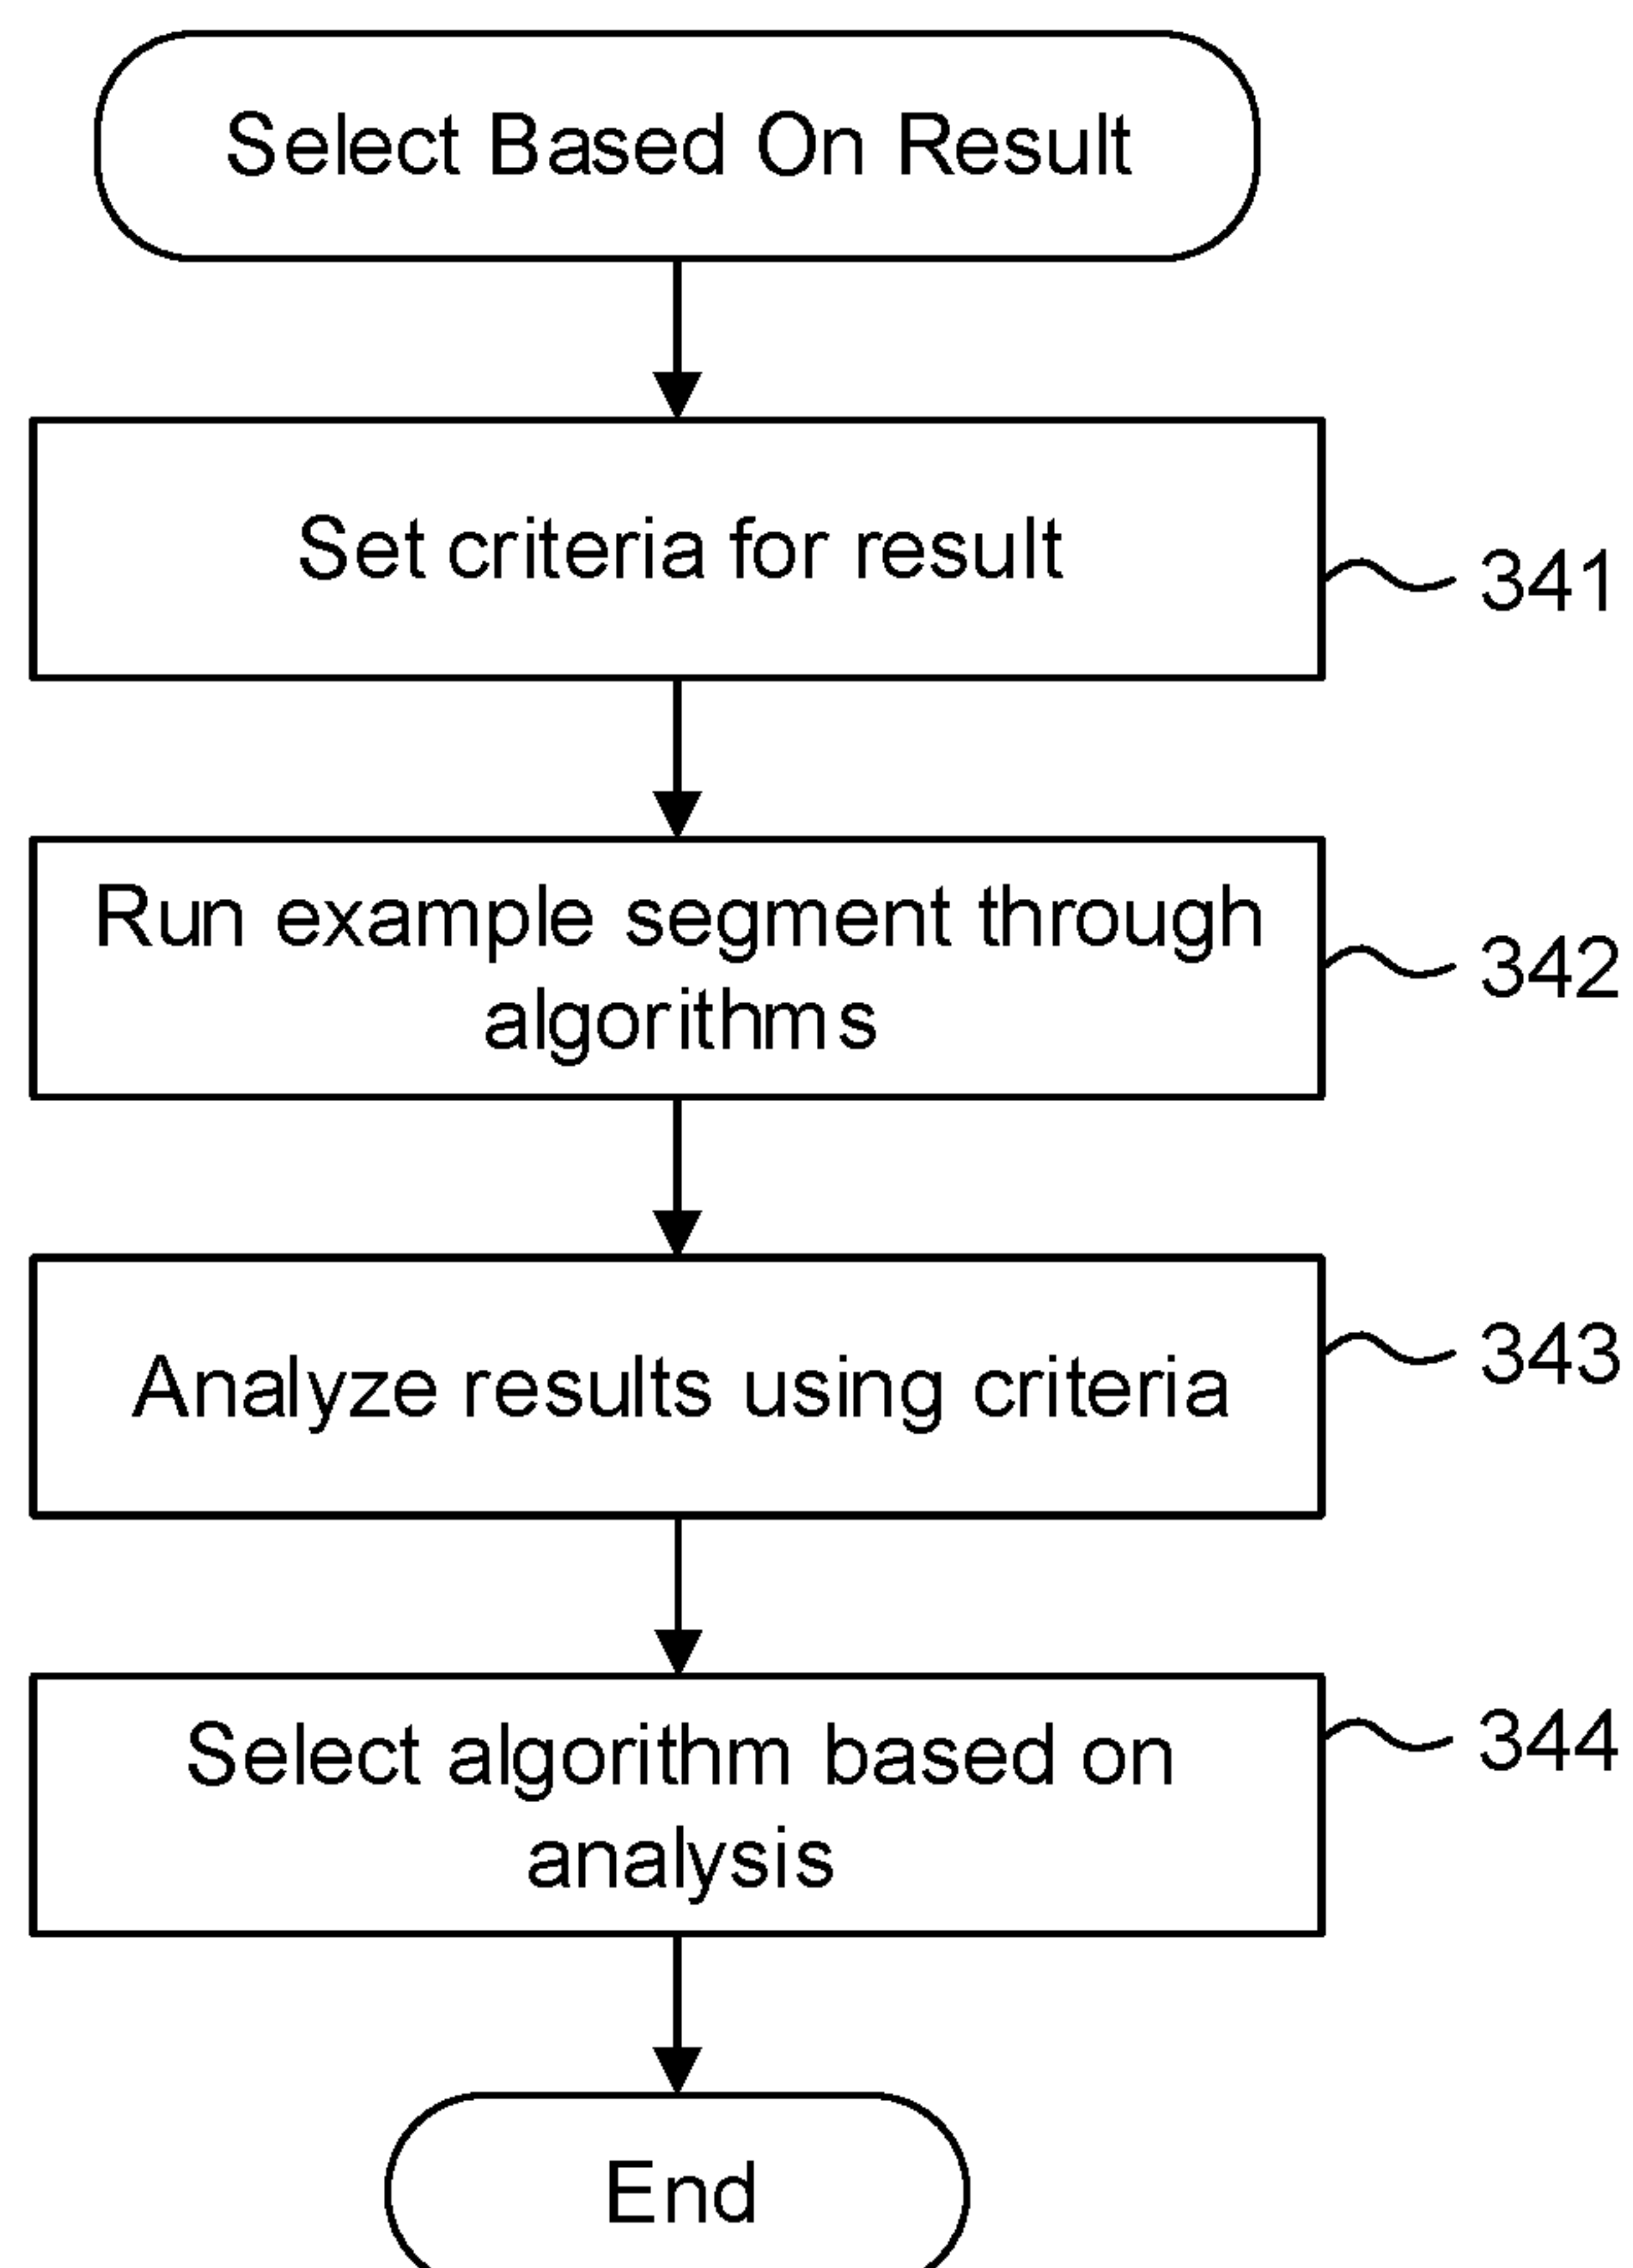 Select Based On Result
Set criteria for result
341
Run example segment through
algorithms
342
Analyze results using criteria
343
Select algorithm based on
analysis
344
End